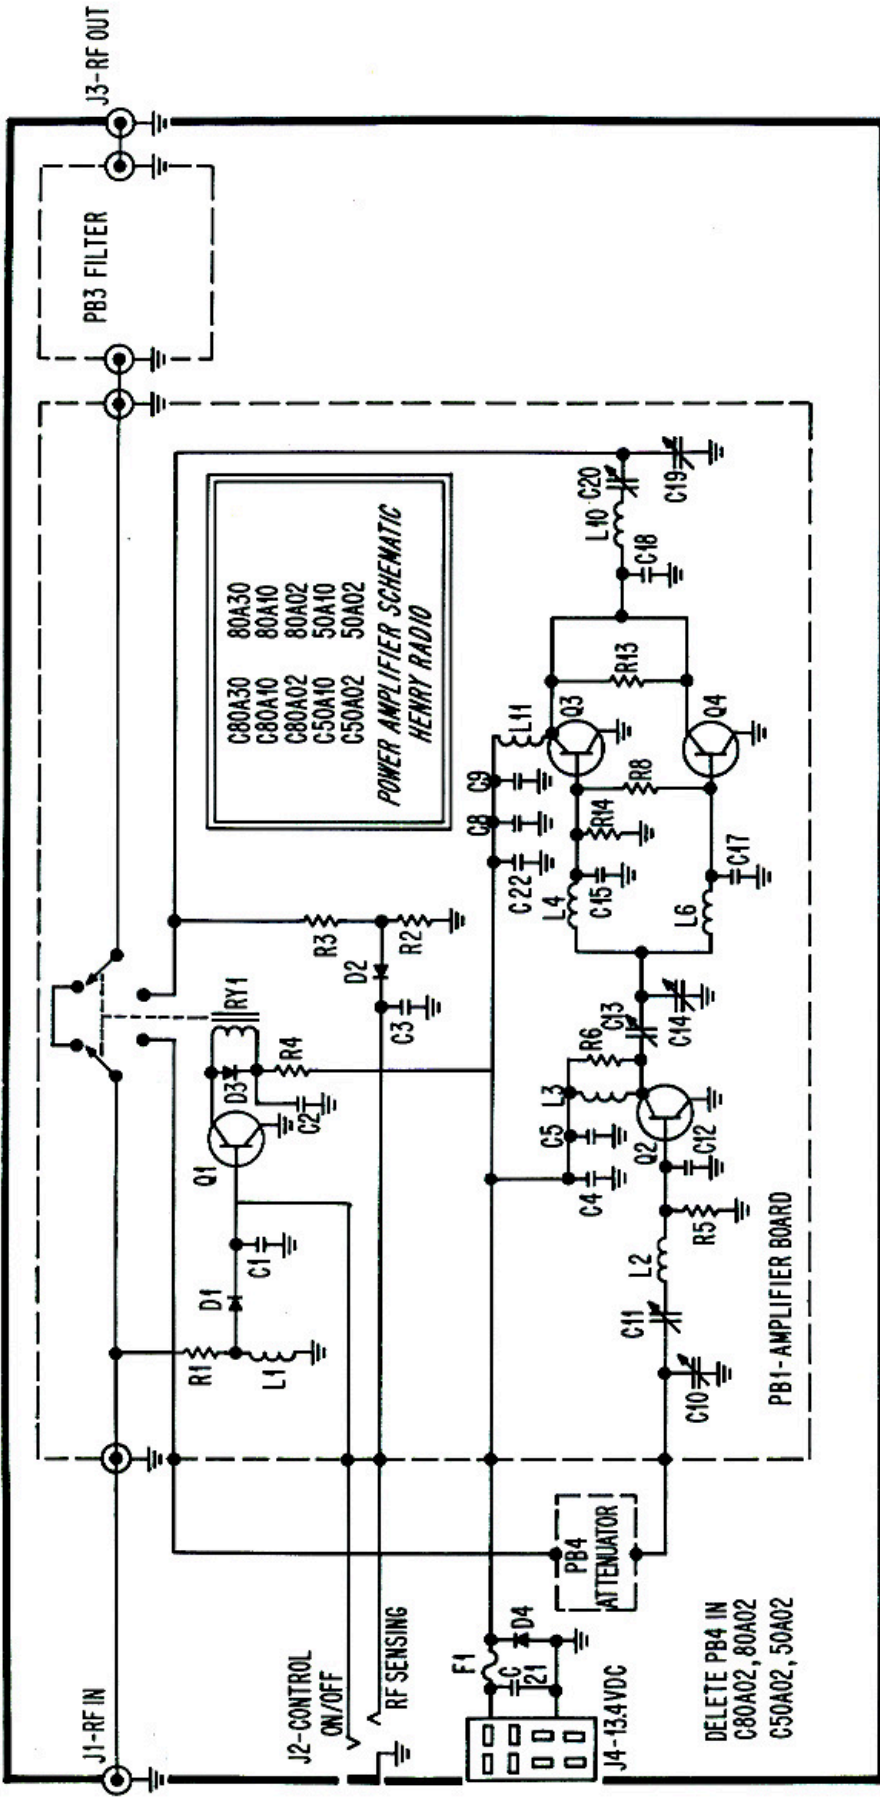 J1-RF IN
J3-RF OUT
PB3 FILTER
J2-CONTROL
ON/OFF
RF SENSING
R1
L1
D1
C1
Q1
D3
C2
RY1
R4
R3
D2
R2
C3
C80A30 80A30
C80A10 80A10
C80A02 80A02
C50A10 50A10
C50A02 50A02
POWER AMPLIFIER SCHEMATIC
HENRY RADIO
F1
C
21
D4
J4-13.4VDC
PB4
ATTENUATOR
DELETE PB4 IN
C80A02, 80A02
C50A02, 50A02
C10
C11
L2
R5
C12
Q2
C4
C5
L3
R6
C13
C14
L4
L6
C15
C17
R14
R8
C22
C8
C9
L11
Q3
Q4
R13
C18
L10
C20
C19
PB1-AMPLIFIER BOARD